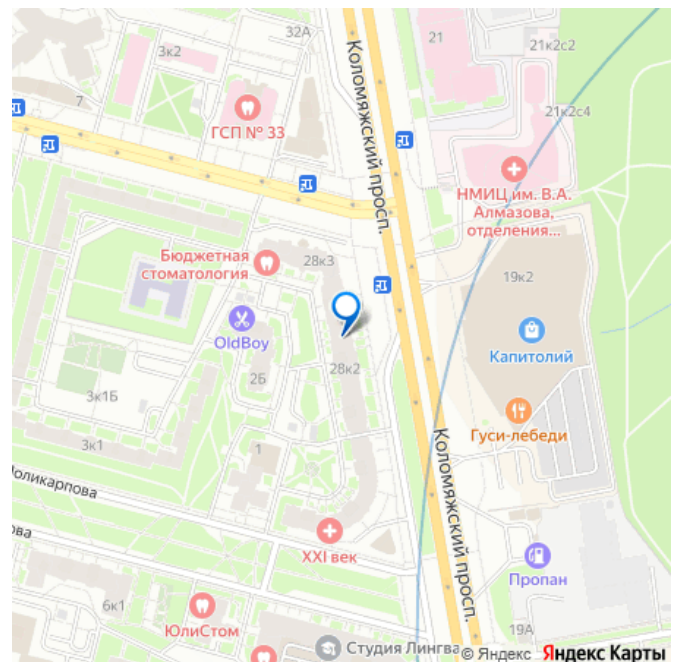 32А
3к2
21
21к2с2
7
21к2с4
ГСП № 33
Коломяжский просп.
НМИЦ им. В.А.
Алмазова,
отделения...
Бюджетная
стоматология
28к3
19к2
OldBoy
Капитолий
28к2
2Б
3к1Б
Гуси-лебеди
3к1
1
Поликарпова
Коломяжский просп.
ова
XXI век
Пропан
6к1
ЮлиСтом
19А
Студия Лингва
© Яндекс Яндекс Карты